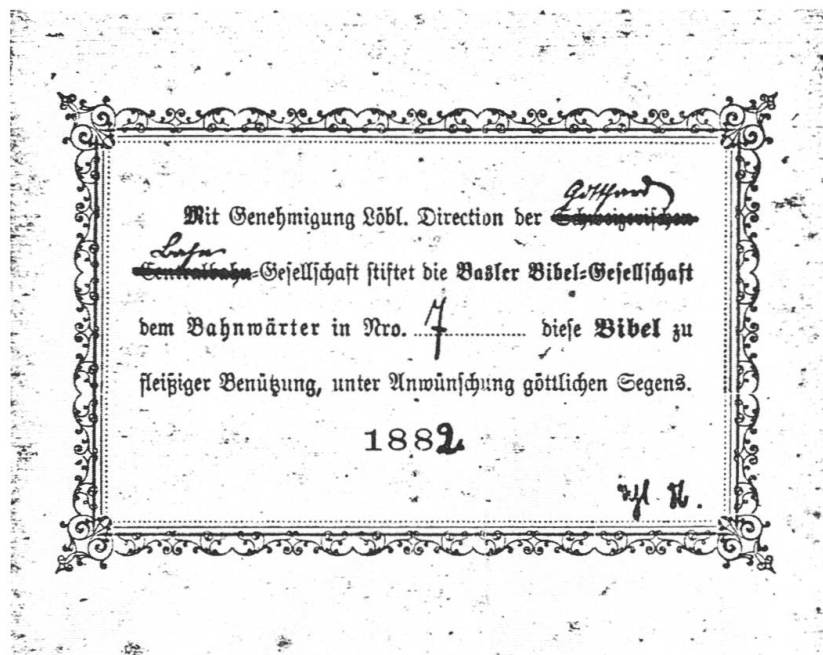 Gotthard
Mit Genehmigung Löbl. Direction der Schweizerischen
Bahn
Centralbahn-Gesellschaft stiftet die Basler Bibel-Gesellschaft
dem Bahnwärter in Nro. 7 diese Bibel zu
fleißiger Benützung, unter Anwünschung göttlichen Segens.
1882